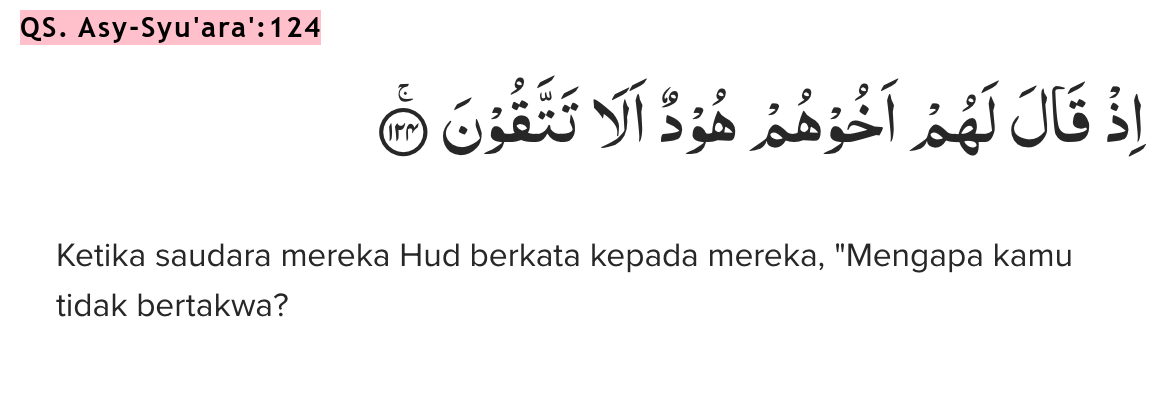 QS. Asy-Syu'ara':124
اِذْ قَالَ لَهُمْ اَخُوْهُمْ هُوْدٌ اَلَا تَتَّقُوْنَ ۚ ١٢٤
Ketika saudara mereka Hud berkata kepada mereka, "Mengapa kamu
tidak bertakwa?